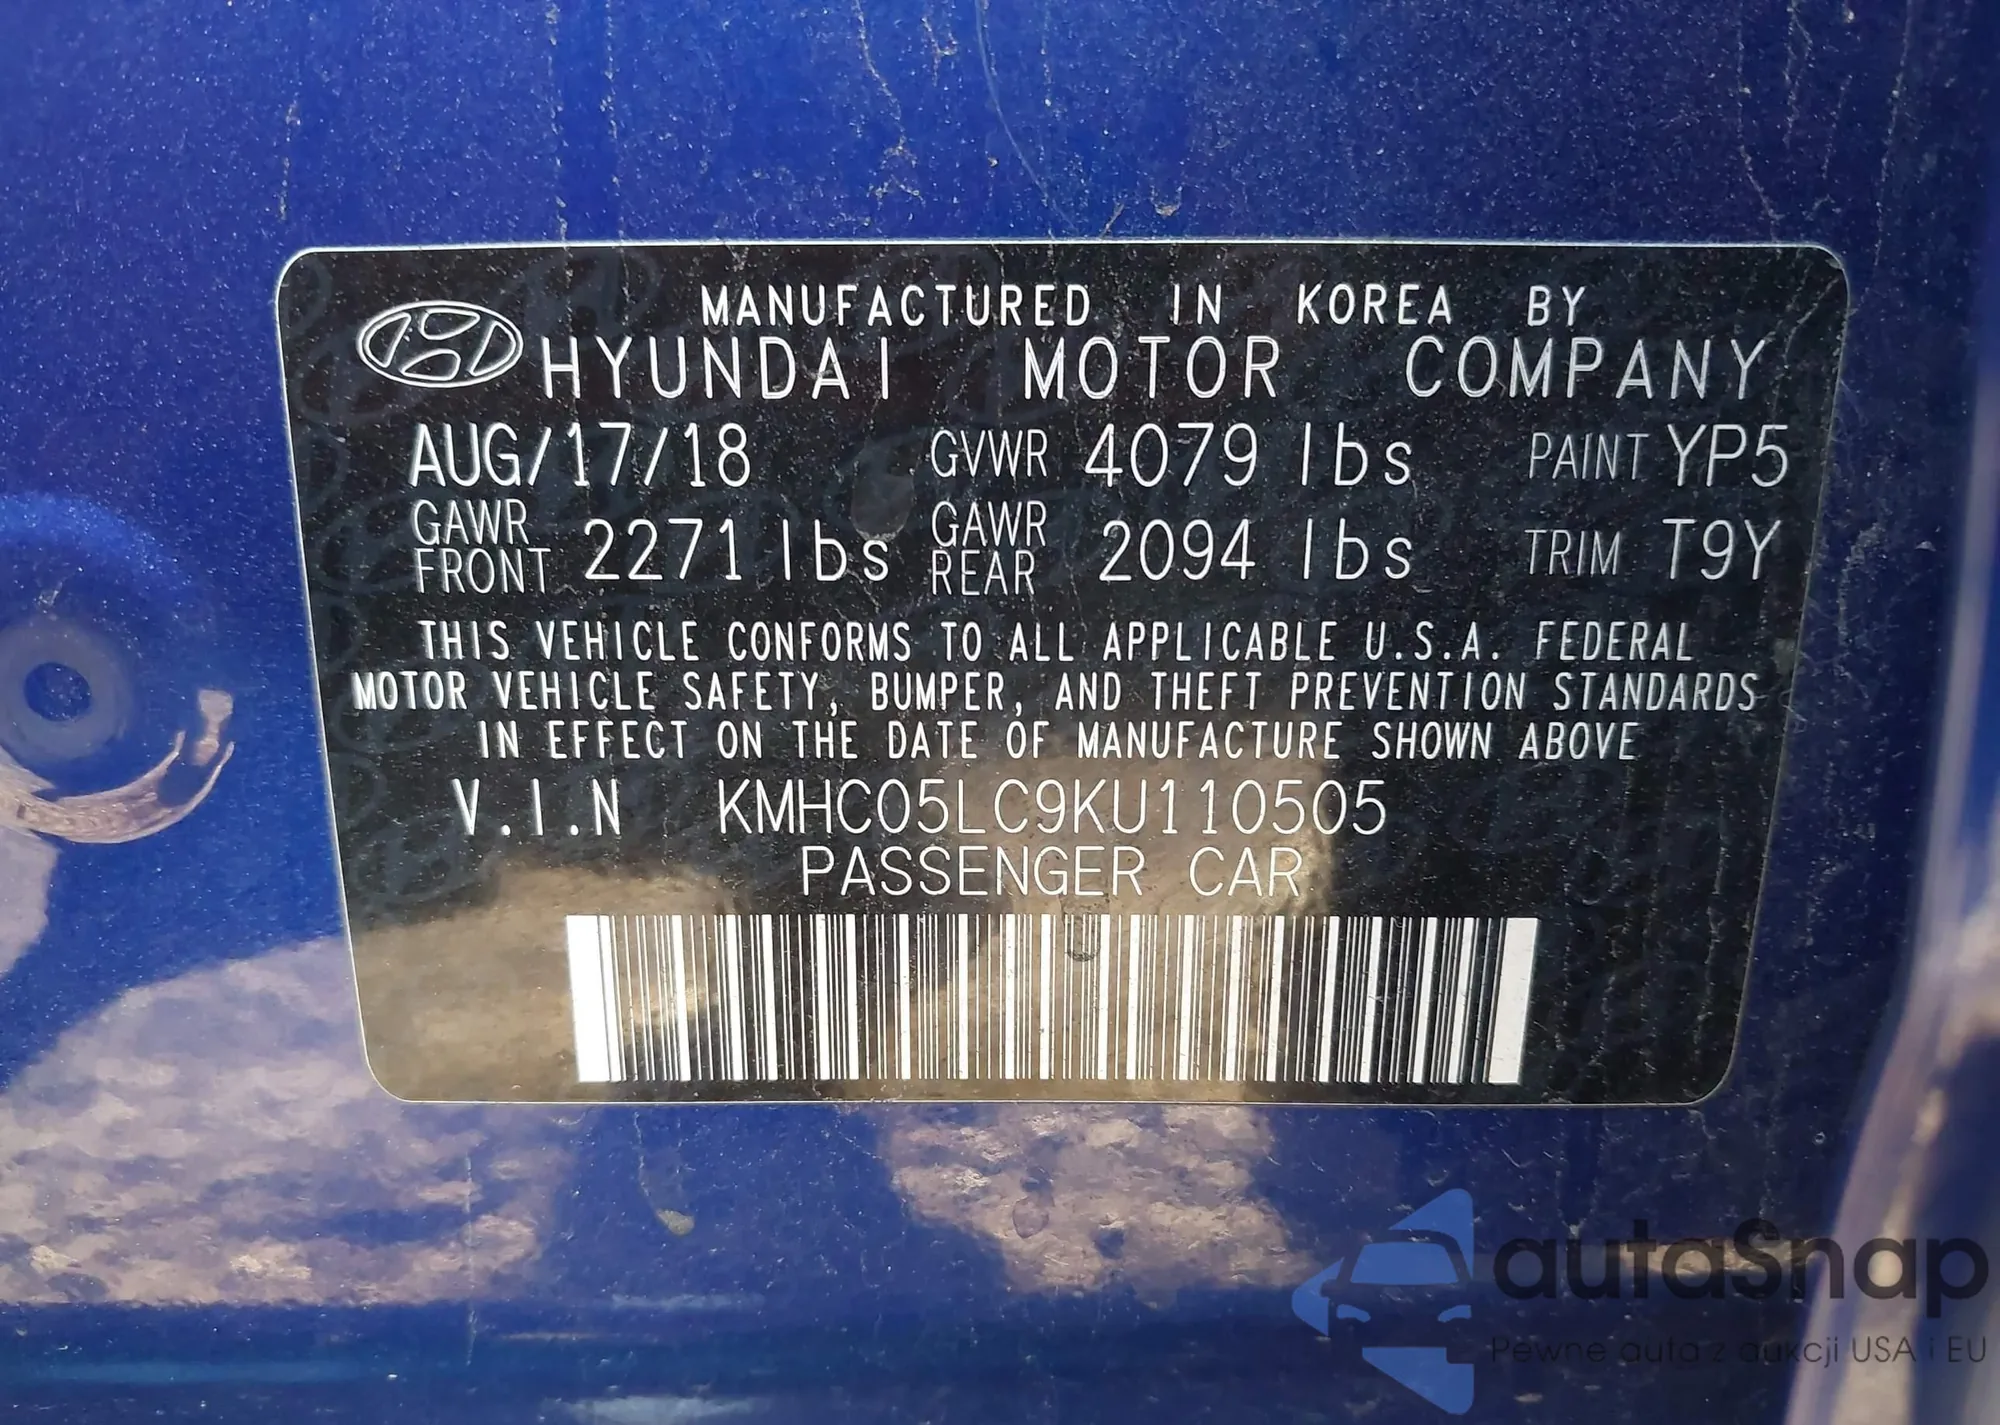 MANUFACTURED IN KOREA BY
HYUNDAI MOTOR COMPANY
AUG/17/18 GVWR 4079 lbs PAINT YP5
GAWR FRONT 2271 lbs GAWR REAR 2094 lbs TRIM T9Y
THIS VEHICLE CONFORMS TO ALL APPLICABLE U.S.A. FEDERAL
MOTOR VEHICLE SAFETY, BUMPER, AND THEFT PREVENTION STANDARDS
IN EFFECT ON THE DATE OF MANUFACTURE SHOWN ABOVE
V.I.N KMHC05LC9KU110505
PASSENGER CAR
autaSnap
Pewne auta z aukcji USA i EU